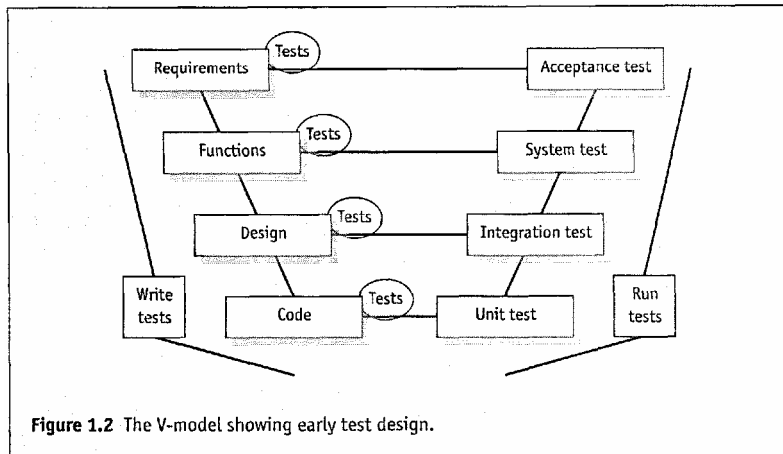 Tests
Requirements
Acceptance test
Tests
Functions
System test
Tests
Design
Integration test
Write
tests
Tests
Code
Unit test
Run
tests
Figure 1.2 The V-model showing early test design.